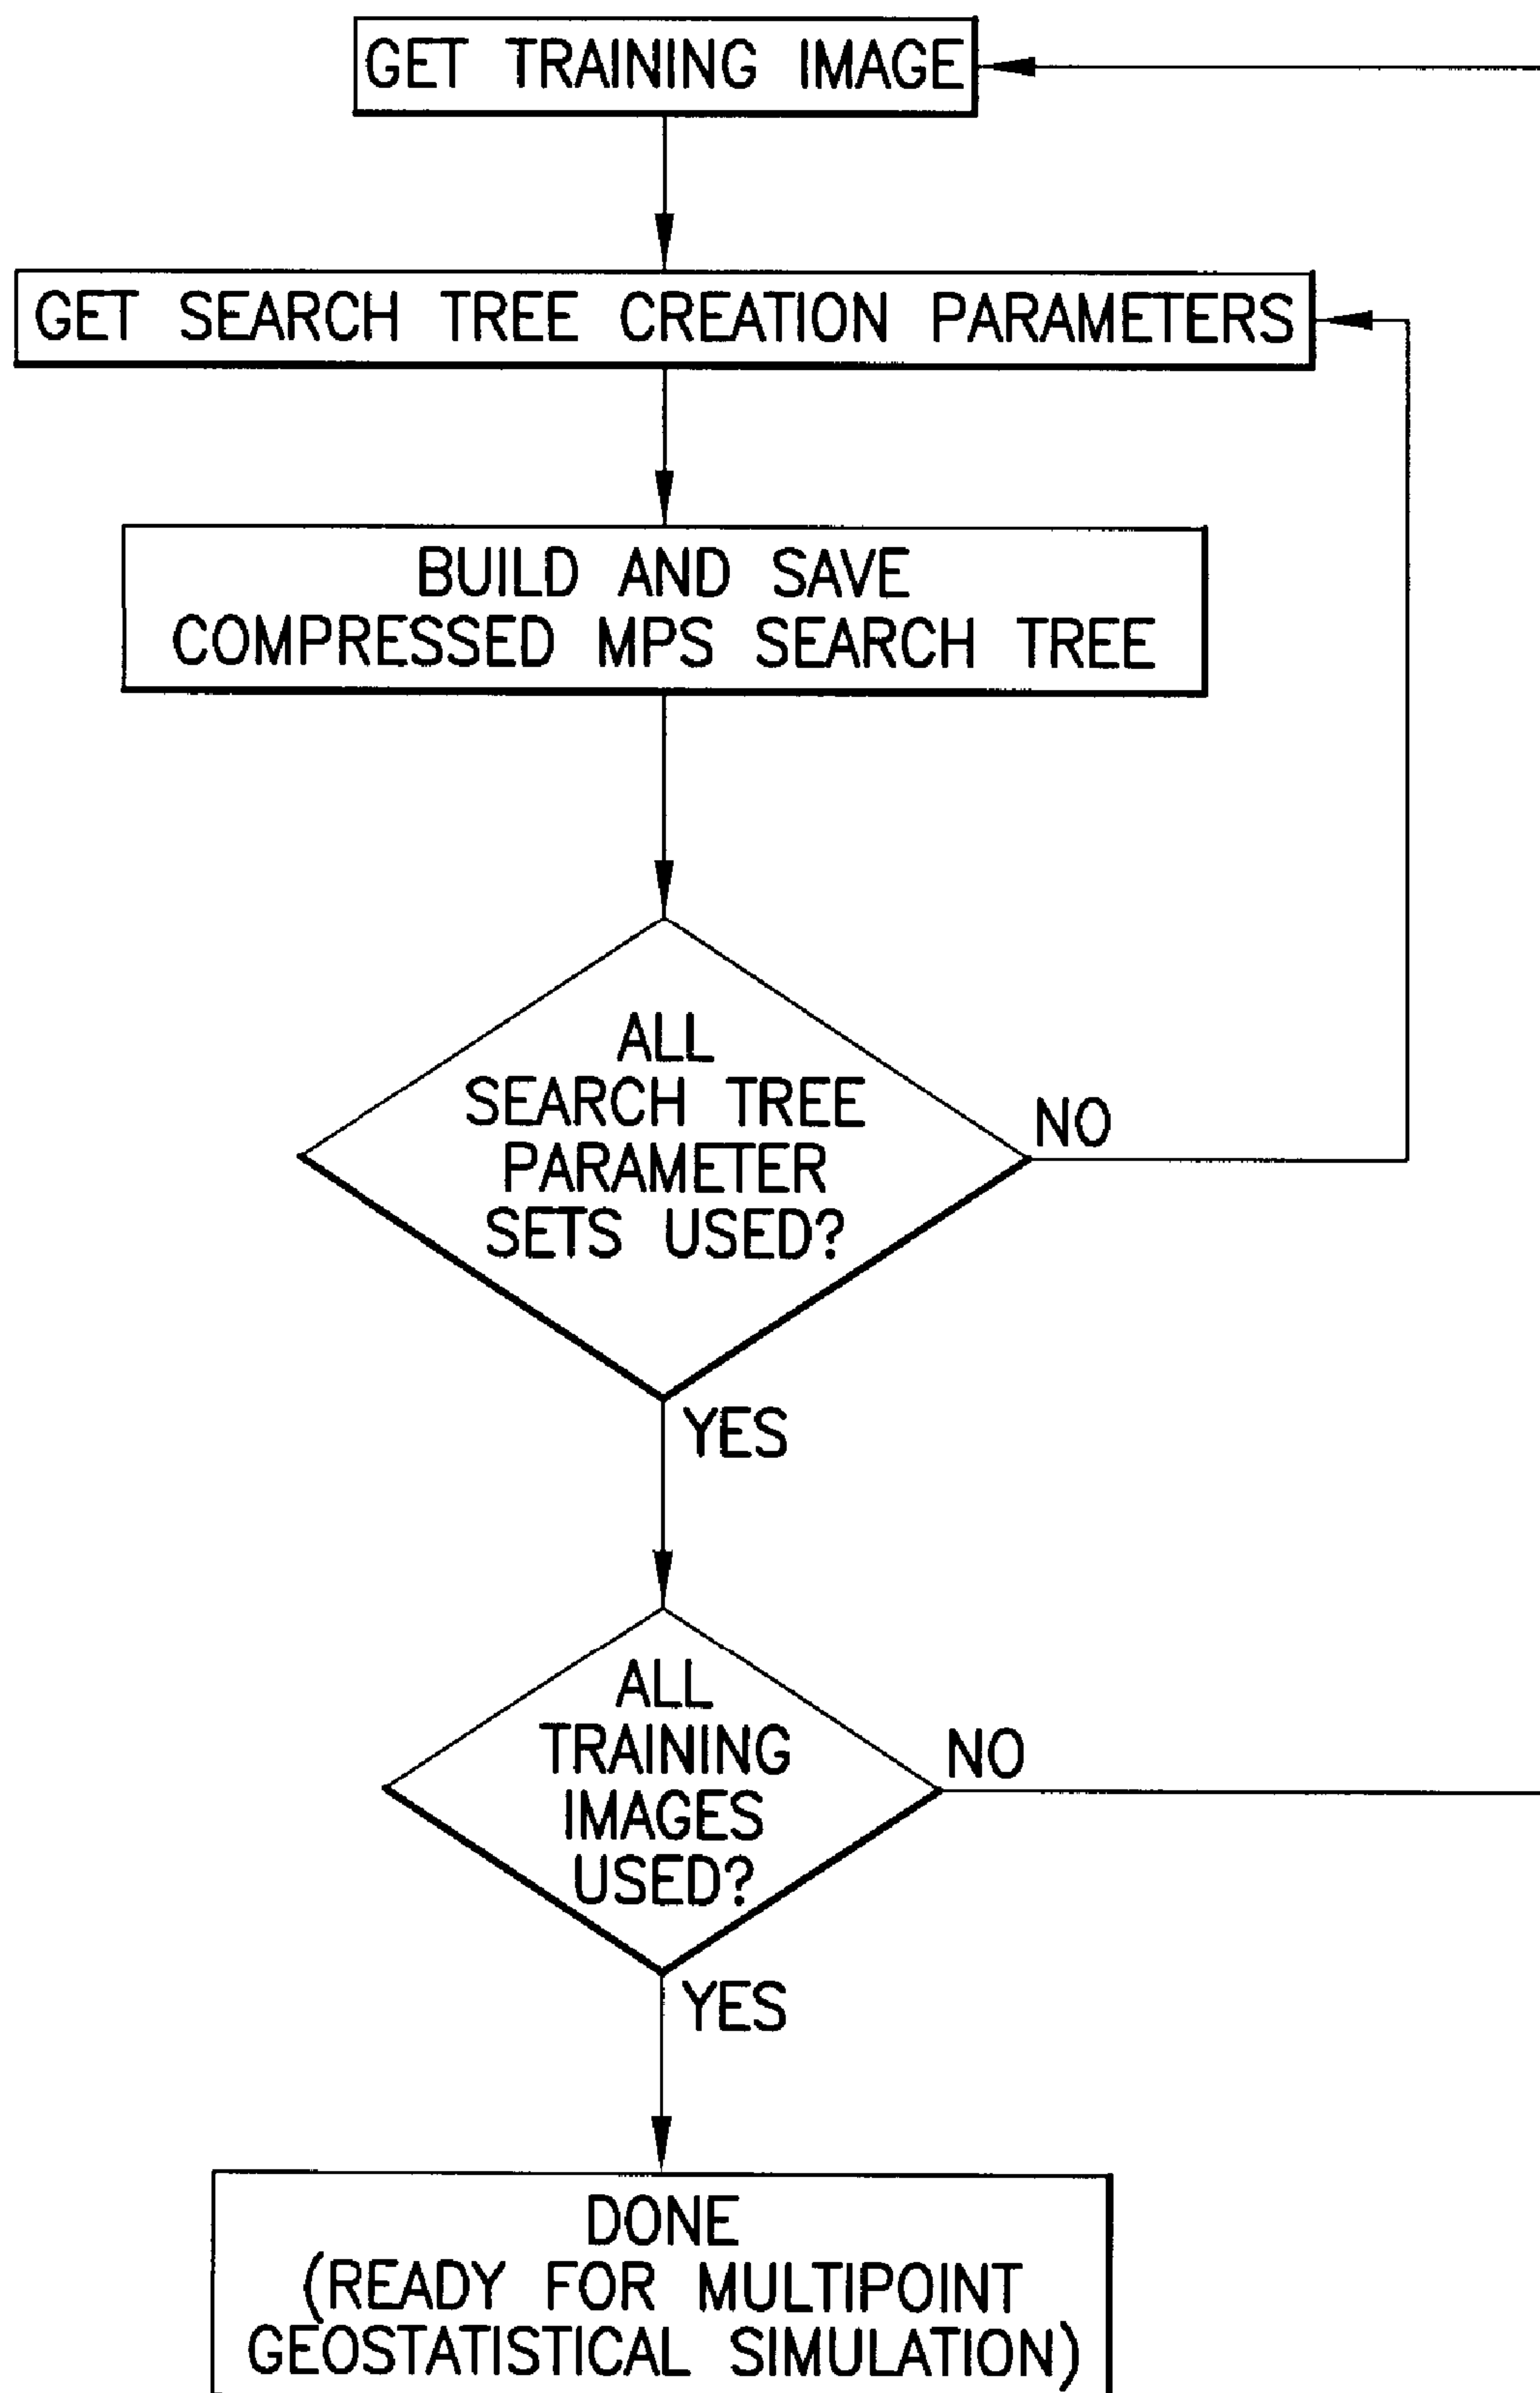 GET TRAINING IMAGE
GET SEARCH TREE CREATION PARAMETERS
BUILD AND SAVE
COMPRESSED MPS SEARCH TREE
ALL
SEARCH TREE
PARAMETER
SETS USED?
NO
YES
ALL
TRAINING
IMAGES
USED?
NO
YES
DONE
(READY FOR MULTIPOINT
GEOSTATISTICAL SIMULATION)